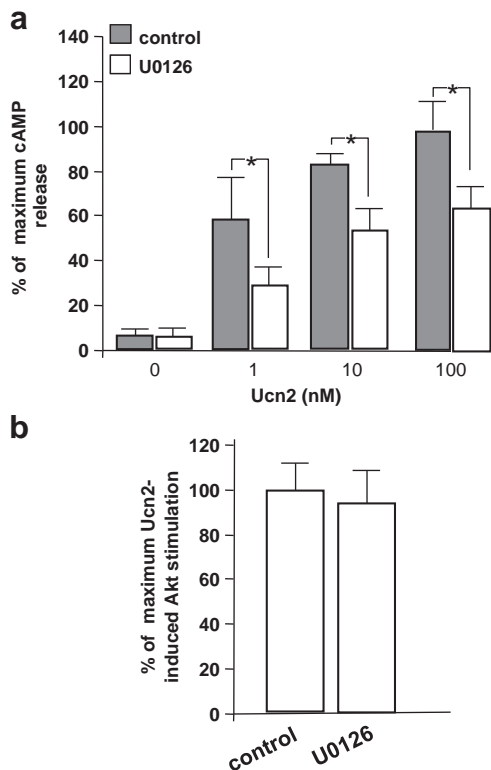 a
control
U0126
% of maximum cAMP
release
140
120
100
80
60
40
20
0
*
*
*
0 1 10 100
Ucn2 (nM)
b
% of maximum Ucn2-
induced Akt stimulation
120
100
80
60
40
20
0
control U0126